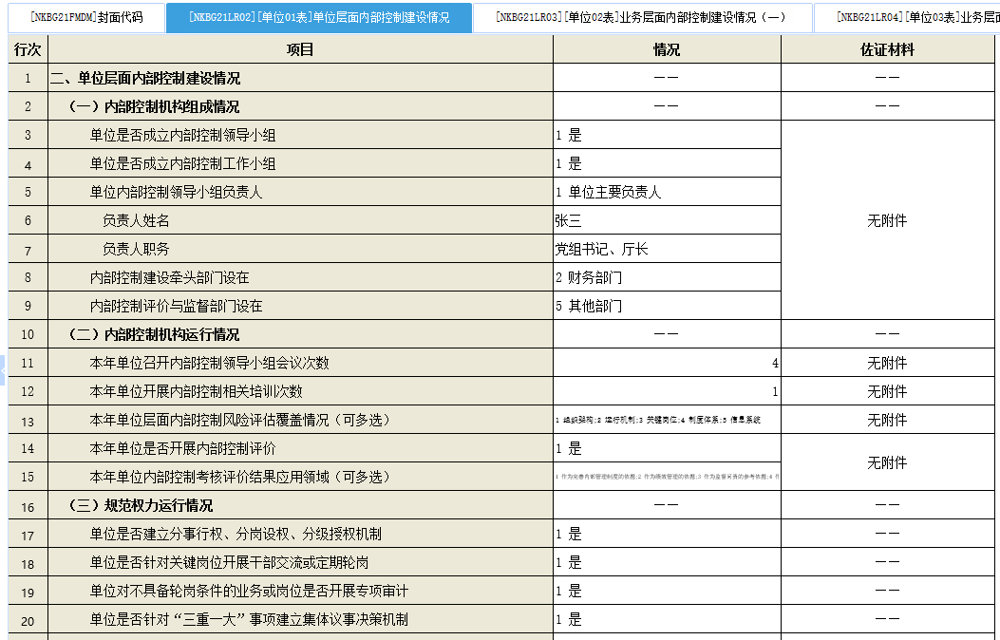 [NKBG21FMDM]封面代码 [NKBG21LR02][单位01表]单位层面内部控制建设情况 [NKBG21LR03][单位02表]业务层面内部控制建设情况（一） [NKBG21LR04][单位03表]业务层面
行次 项目 情况 佐证材料
1 二、单位层面内部控制建设情况 —— ——
2 （一）内部控制机构组成情况 —— ——
3 单位是否成立内部控制领导小组 1 是
4 单位是否成立内部控制工作小组 1 是
5 单位内部控制领导小组负责人 1 单位主要负责人
6 负责人姓名 张三 无附件
7 负责人职务 党组书记、厅长
8 内部控制建设牵头部门设在 2 财务部门
9 内部控制评价与监督部门设在 5 其他部门
10 （二）内部控制机构运行情况 —— ——
11 本年单位召开内部控制领导小组会议次数 4 无附件
12 本年单位开展内部控制相关培训次数 1 无附件
13 本年单位层面内部控制风险评估覆盖情况（可多选） 1 组织架构;2 运行机制;3 关键岗位;4 制度体系;5 信息系统 无附件
14 本年单位是否开展内部控制评价 1 是 无附件
15 本年单位内部控制考核评价结果应用领域（可多选） 1 作为完善内部管理制度的依据;2 作为绩效管理的依据;3 作为监督问责的参考依据;4 作
16 （三）规范权力运行情况 —— ——
17 单位是否建立分事行权、分岗设权、分级授权机制 1 是 ——
18 单位是否针对关键岗位开展干部交流或定期轮岗 1 是 ——
19 单位对不具备轮岗条件的业务或岗位是否开展专项审计 1 是 ——
20 单位是否针对“三重一大”事项建立集体议事决策机制 1 是 ——